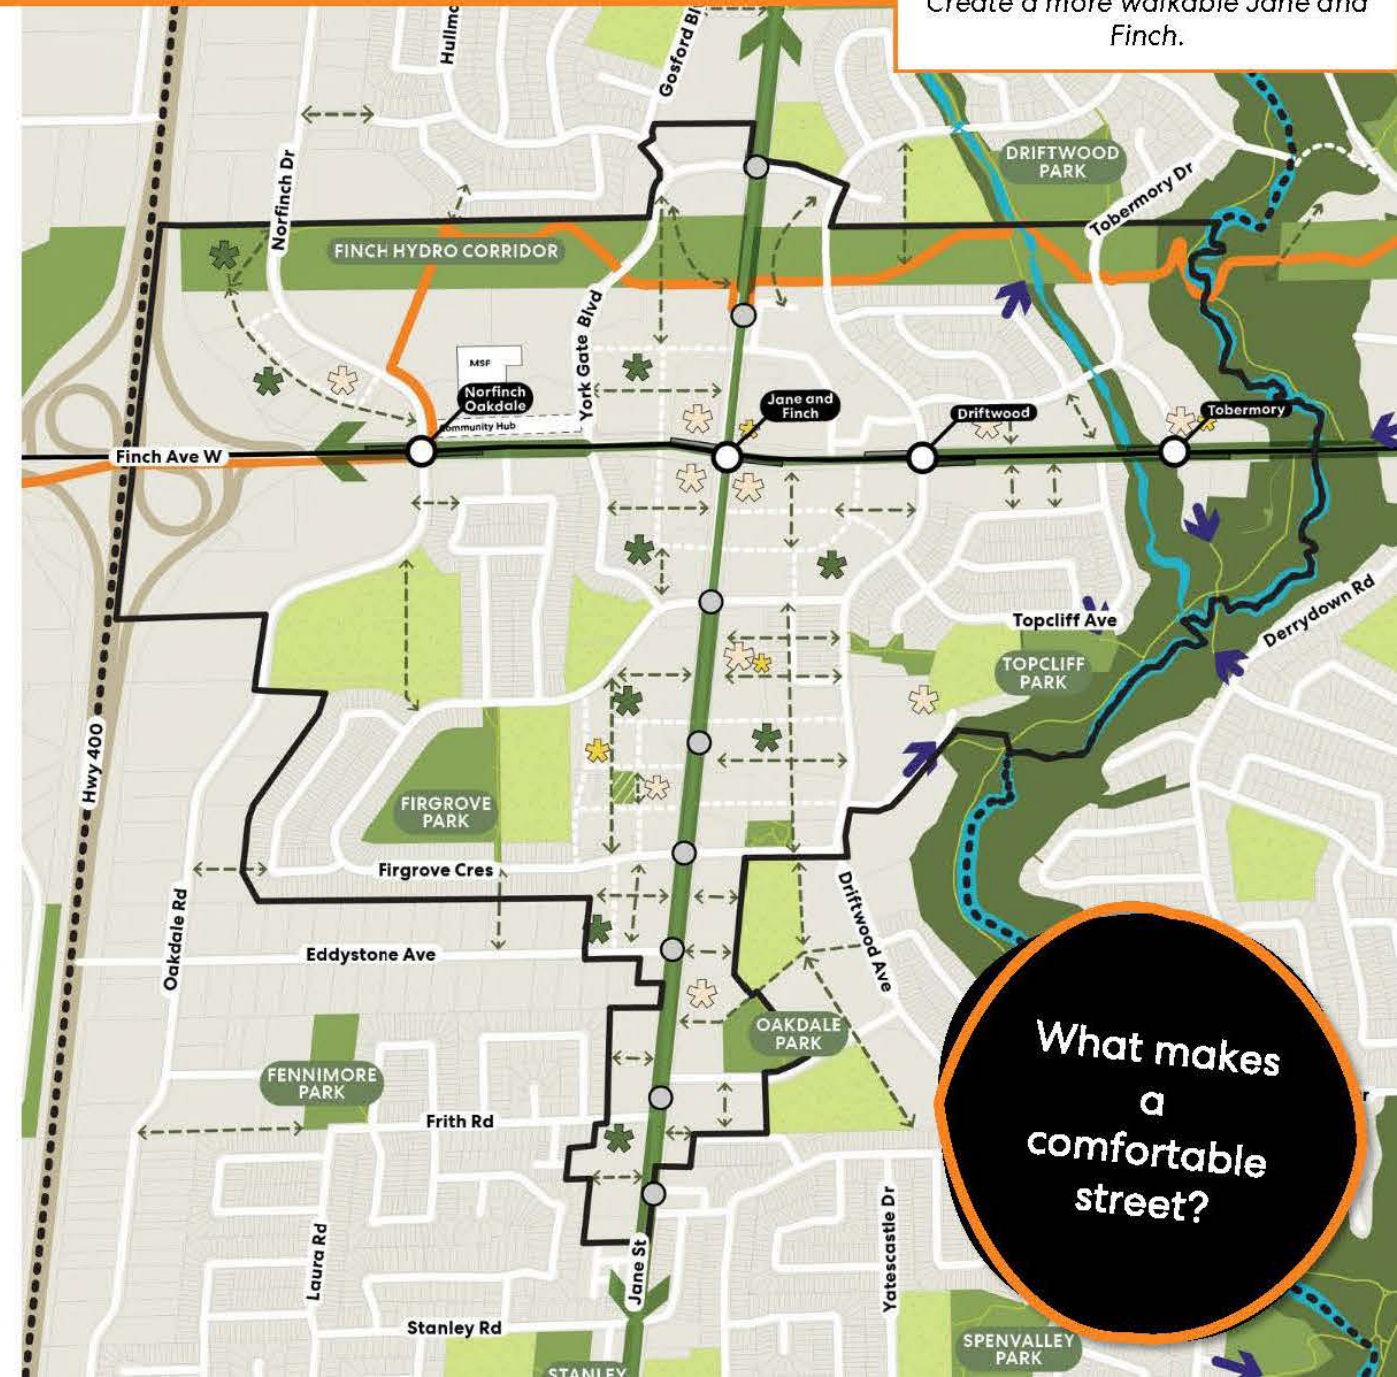 Create a more walkable Jane and
Finch.
Gosford
Norfinch Dr
DRIFTWOOD
PARK
Tobermory Dr
FINCH HYDRO CORRIDOR
York Gate Blvd
MSF
Norfinch
Oakdale
Community Hub
Jane and
Finch
Driftwood
Tobermory
Finch Ave W
Topcliff Ave
Derrydown Rd
TOPCLIFF
PARK
Hwy 400
FIRGROVE
PARK
Firgrove Cres
Driftwood Ave
Oakdale Rd
Eddystone Ave
OAKDALE
PARK
FENNIMORE
PARK
Frith Rd
What makes
a
comfortable
street?
Laura Rd
Jane St
Yatescastle Dr
Stanley Rd
SPENVALLEY
PARK
STANLEY